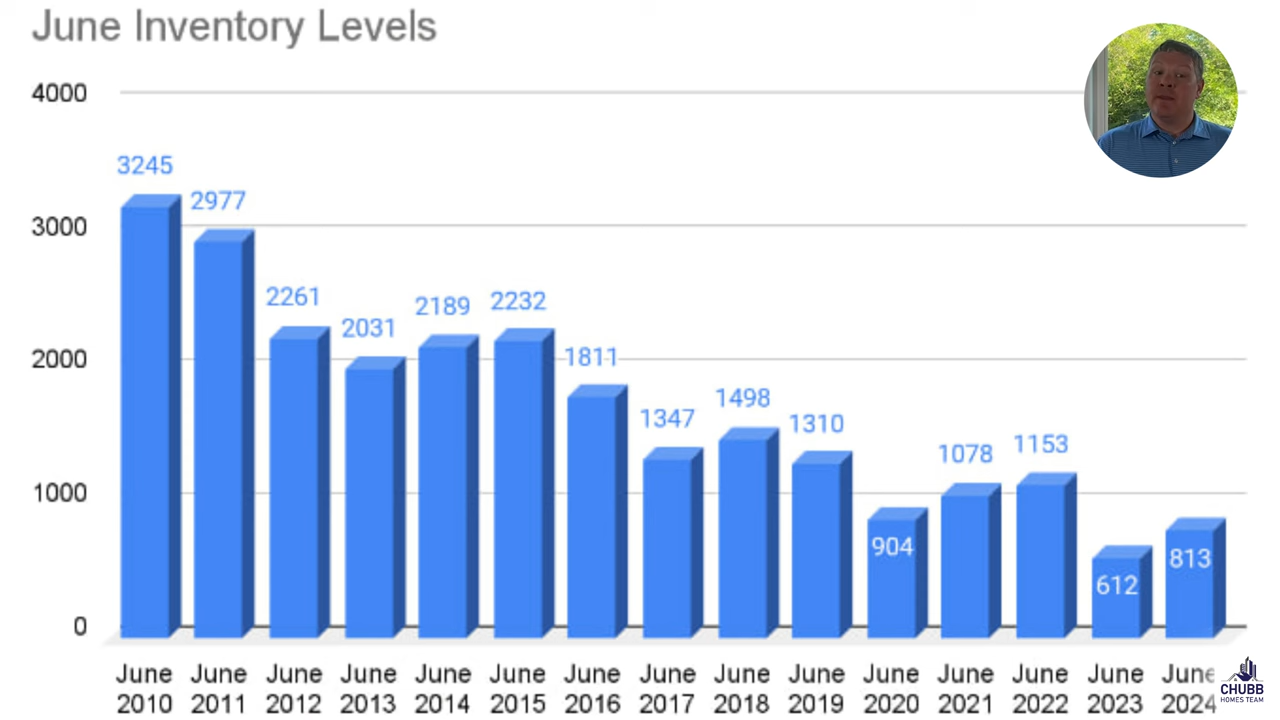 June Inventory Levels
4000
3000
2000
1000
0
3245
2977
2261
2031
2189
2232
1811
1347
1498
1310
904
1078
1153
612
813
June 2010
June 2011
June 2012
June 2013
June 2014
June 2015
June 2016
June 2017
June 2018
June 2019
June 2020
June 2021
June 2022
June 2023
June 2024
CHUBB
HOMES TEAM